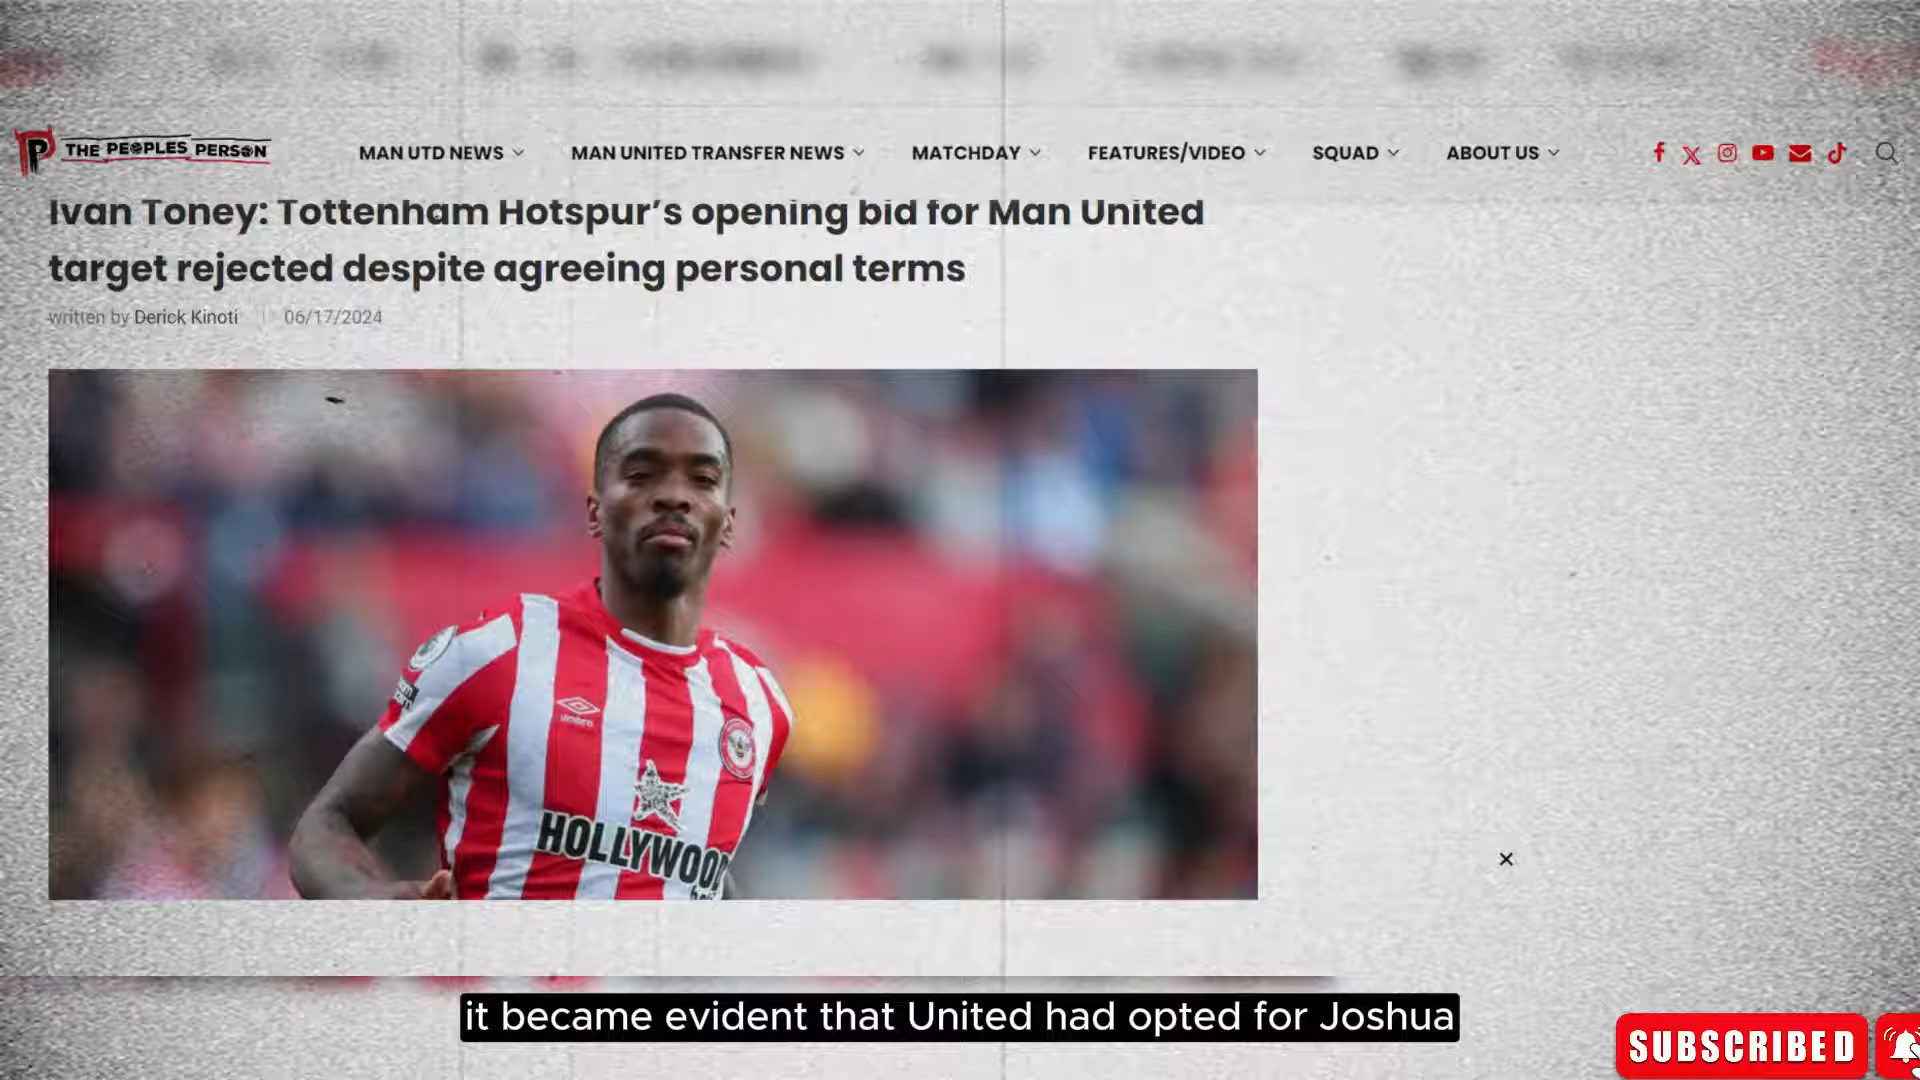 THE PEOPLES PERSON
MAN UTD NEWS
MAN UNITED TRANSFER NEWS
MATCHDAY
FEATURES/VIDEO
SQUAD
ABOUT US
Ivan Toney: Tottenham Hotspur's opening bid for Man United
target rejected despite agreeing personal terms
written by Derick Kinoti
06/17/2024
umbro
HOLLYWOOD
it became evident that United had opted for Joshua
SUBSCRIBED